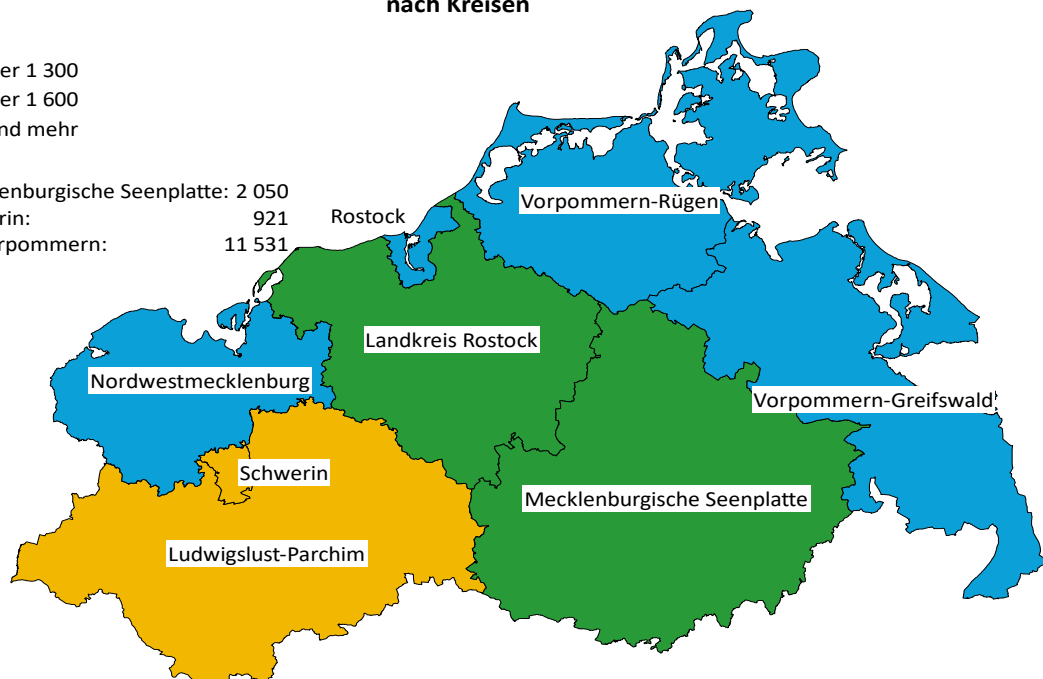 nach Kreisen
er 1 300
er 1 600
nd mehr
enburgische Seenplatte: 2 050
rin: 921
rpommern: 11 531
Rostock
Vorpommern-Rügen
Landkreis Rostock
Nordwestmecklenburg
Vorpommern-Greifswald
Schwerin
Mecklenburgische Seenplatte
Ludwigslust-Parchim